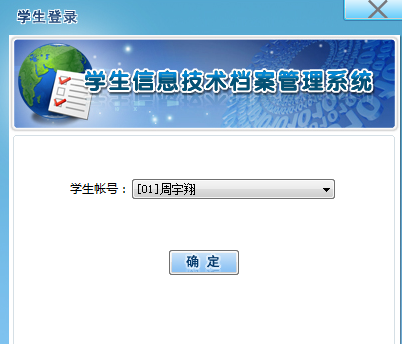 学生登录
学生信息技术档案管理系统
学生帐号：[01]周宇翔
确 定